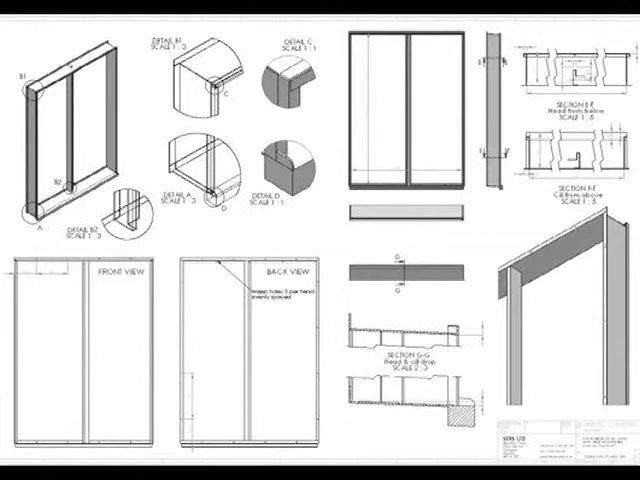 DETAIL B1
SCALE 1 : 3
DETAIL C
SCALE 1 : 1
B1
C
B2
A
DETAIL B2
SCALE 1 : 3
DETAIL A
SCALE 1 : 3
D
DETAIL D
SCALE 1 : 1
SECTION E-E
Head from below
SCALE 1 : 5
SECTION F-F
Cill from above
SCALE 1 : 5
FRONT VIEW
BACK VIEW
Weep holes 3 per head
evenly spaced
G
G
SECTION G-G
Head & cill drop
SCALE 2 : 3